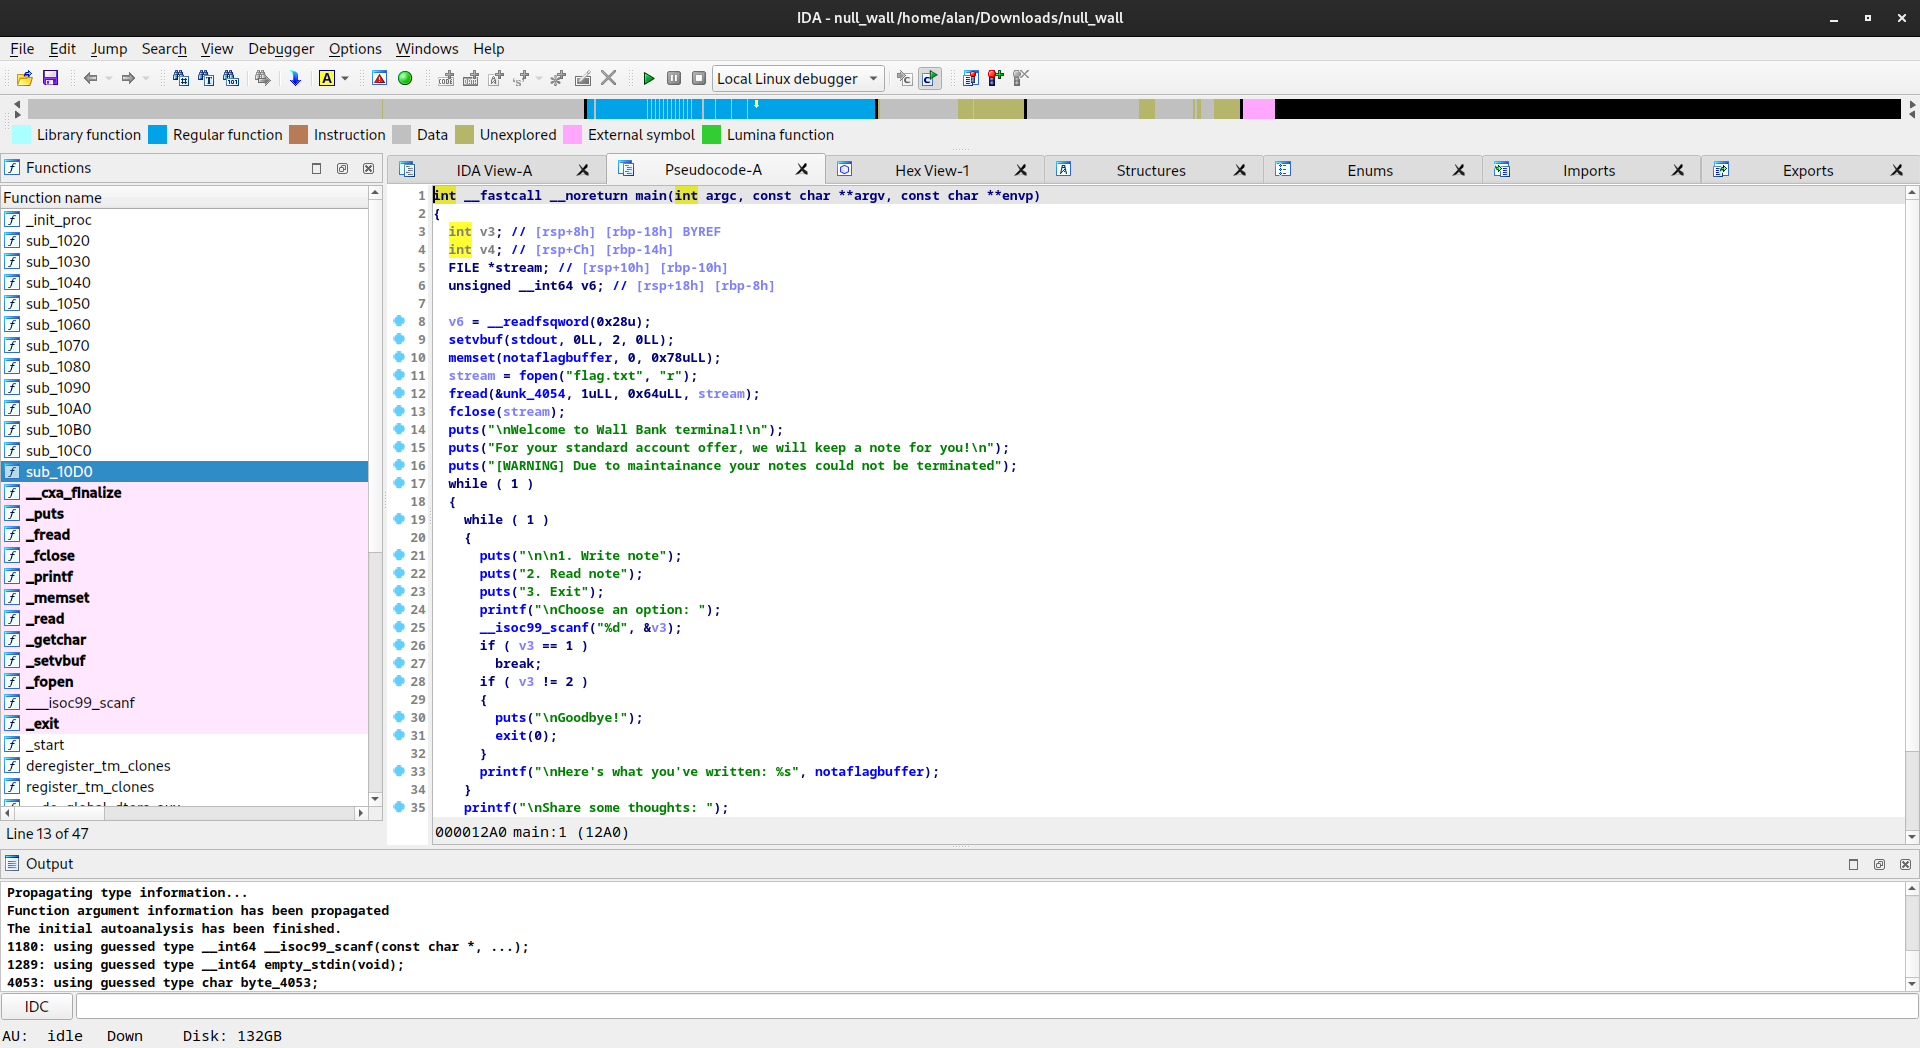 IDA - null_wall /home/alan/Downloads/null_wall
File Edit Jump Search View Debugger Options Windows Help
Local Linux debugger
Library function Regular function Instruction Data Unexplored External symbol Lumina function
Functions
Function name
_init_proc
sub_1020
sub_1030
sub_1040
sub_1050
sub_1060
sub_1070
sub_1080
sub_1090
sub_10A0
sub_10B0
sub_10C0
sub_10D0
__cxa_finalize
_puts
_fread
_fclose
_printf
_memset
_read
_getchar
_setvbuf
_fopen
___isoc99_scanf
_exit
_start
deregister_tm_clones
register_tm_clones
Line 13 of 47
IDA View-A Pseudocode-A Hex View-1 Structures Enums Imports Exports
1 int __fastcall __noreturn main(int argc, const char **argv, const char **envp)
2 {
3 int v3; // [rsp+8h] [rbp-18h] BYREF
4 int v4; // [rsp+Ch] [rbp-14h]
5 FILE *stream; // [rsp+10h] [rbp-10h]
6 unsigned __int64 v6; // [rsp+18h] [rbp-8h]
7
8 v6 = __readfsqword(0x28u);
9 setvbuf(stdout, 0LL, 2, 0LL);
10 memset(notaflagbuffer, 0, 0x78uLL);
11 stream = fopen("flag.txt", "r");
12 fread(&unk_4054, 1uLL, 0x64uLL, stream);
13 fclose(stream);
14 puts("\nWelcome to Wall Bank terminal!\n");
15 puts("For your standard account offer, we will keep a note for you!\n");
16 puts("[WARNING] Due to maintainance your notes could not be terminated");
17 while ( 1 )
18 {
19 while ( 1 )
20 {
21 puts("\n\n1. Write note");
22 puts("2. Read note");
23 puts("3. Exit");
24 printf("\nChoose an option: ");
25 __isoc99_scanf("%d", &v3);
26 if ( v3 == 1 )
27 break;
28 if ( v3 != 2 )
29 {
30 puts("\nGoodbye!");
31 exit(0);
32 }
33 printf("\nHere's what you've written: %s", notaflagbuffer);
34 }
35 printf("\nShare some thoughts: ");
000012A0 main:1 (12A0)
Output
Propagating type information...
Function argument information has been propagated
The initial autoanalysis has been finished.
1180: using guessed type __int64 __isoc99_scanf(const char *, ...);
1289: using guessed type __int64 empty_stdin(void);
4053: using guessed type char byte_4053;
IDC
AU: idle Down Disk: 132GB